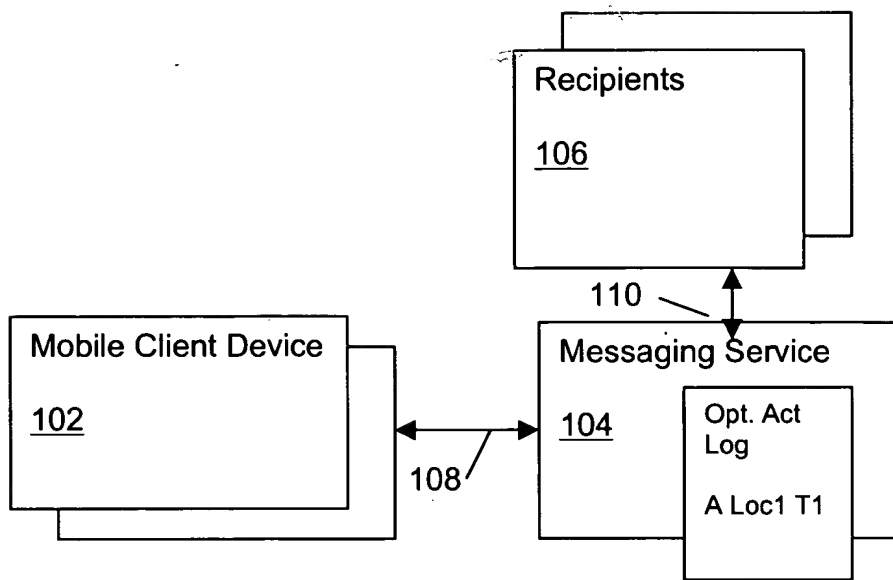 Recipients
106
110
Mobile Client Device
102
108
Messaging Service
104
Opt. Act
Log
A Loc1 T1